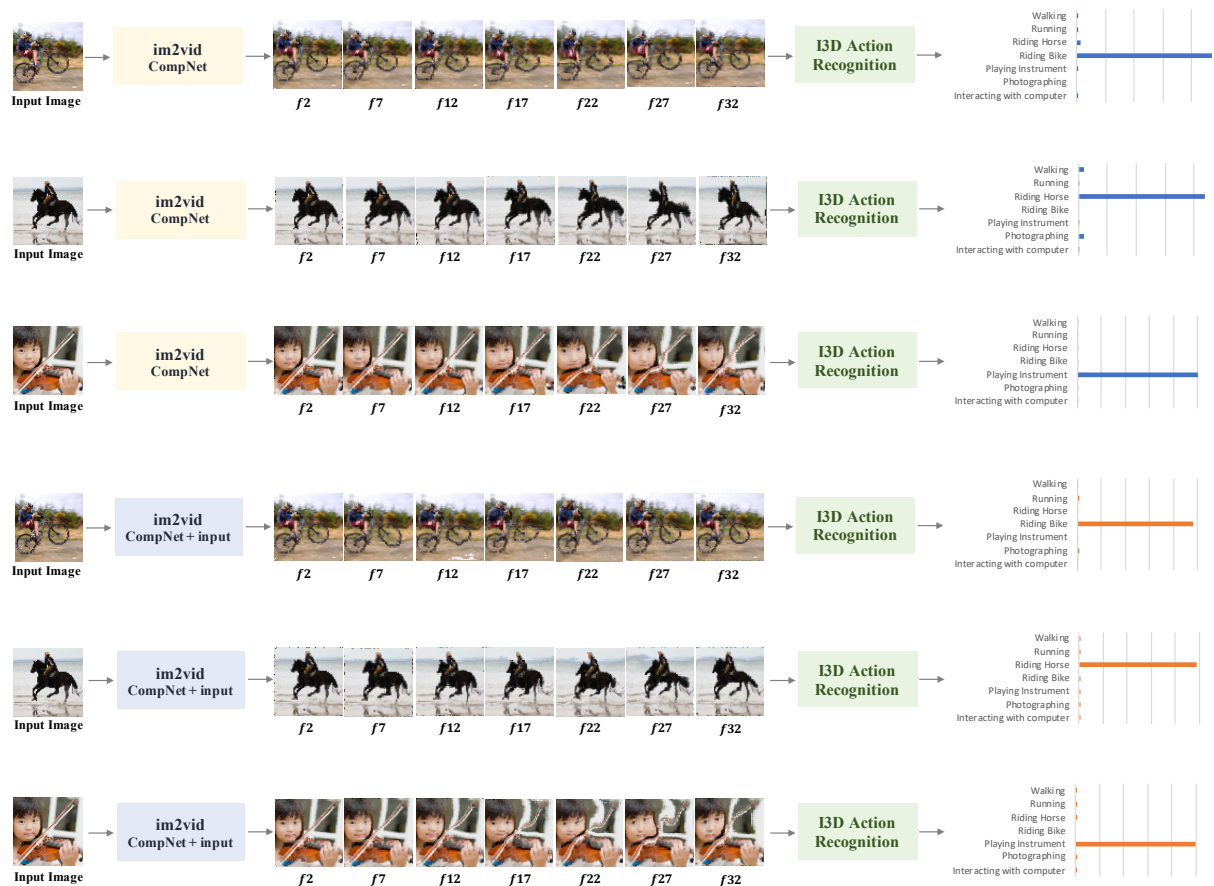 im2vid
CompNet
I3D Action
Recognition
Walking
Running
Riding Horse
Riding Bike
Playing Instrument
Photographing
Interacting with computer
Input Image
f2 f7 f12 f17 f22 f27 f32
im2vid
CompNet
I3D Action
Recognition
Walking
Running
Riding Horse
Riding Bike
Playing Instrument
Photographing
Interacting with computer
Input Image
f2 f7 f12 f17 f22 f27 f32
im2vid
CompNet
I3D Action
Recognition
Walking
Running
Riding Horse
Riding Bike
Playing Instrument
Photographing
Interacting with computer
Input Image
f2 f7 f12 f17 f22 f27 f32
im2vid
CompNet + input
I3D Action
Recognition
Walking
Running
Riding Horse
Riding Bike
Playing Instrument
Photographing
Interacting with computer
Input Image
f2 f7 f12 f17 f22 f27 f32
im2vid
CompNet + input
I3D Action
Recognition
Walking
Running
Riding Horse
Riding Bike
Playing Instrument
Photographing
Interacting with computer
Input Image
f2 f7 f12 f17 f22 f27 f32
im2vid
CompNet + input
I3D Action
Recognition
Walking
Running
Riding Horse
Riding Bike
Playing Instrument
Photographing
Interacting with computer
Input Image
f2 f7 f12 f17 f22 f27 f32